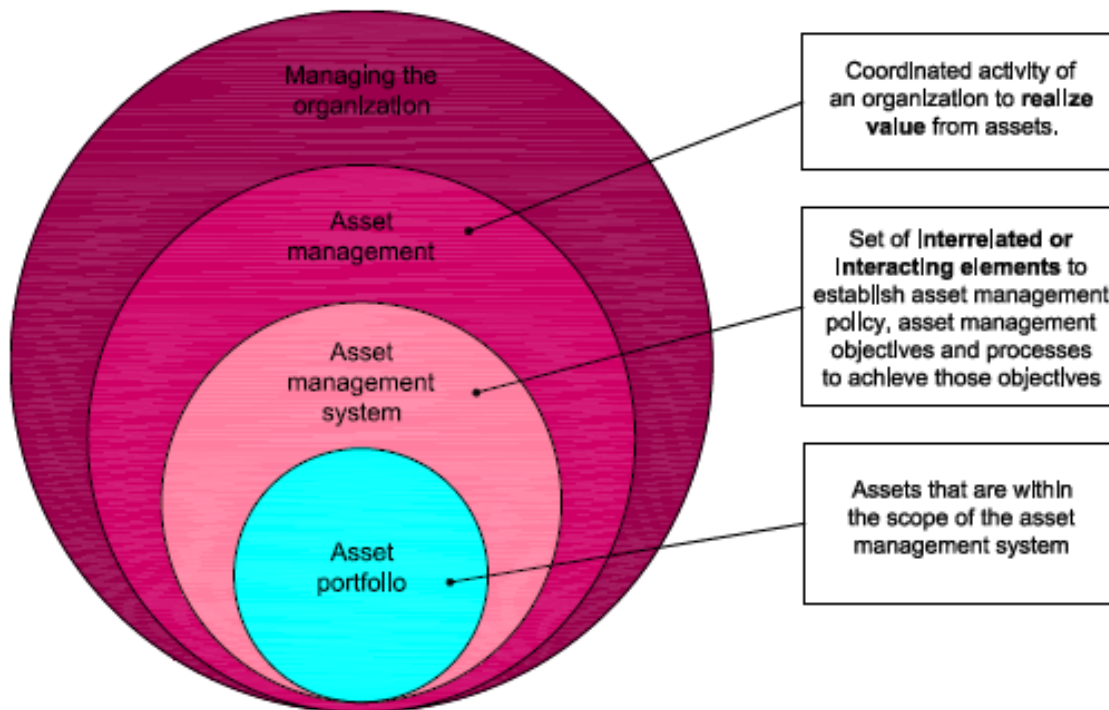 Managing the
organization
Asset
management
Asset
management
system
Asset
portfolio
Coordinated activity of
an organization to realize
value from assets.
Set of Interrelated or
Interacting elements to
establish asset management
policy, asset management
objectives and processes
to achieve those objectives
Assets that are within
the scope of the asset
management system